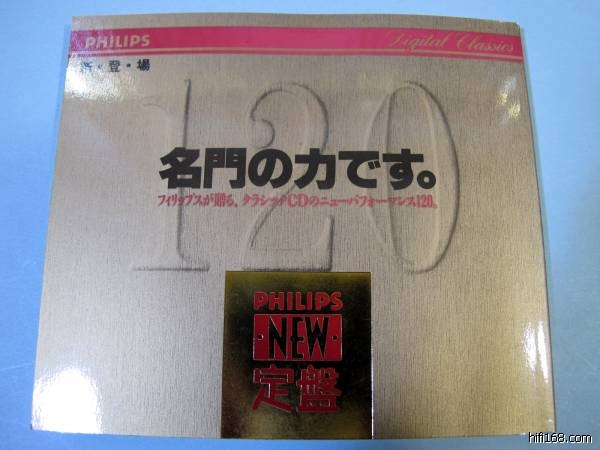 PHILIPS
Digital Classics
新・登・場
120
名門の力です。
フィリップスが贈る、クラシックCDのニューパフォーマンス120。
PHILIPS
・NEW・
定盤
hifi168.com